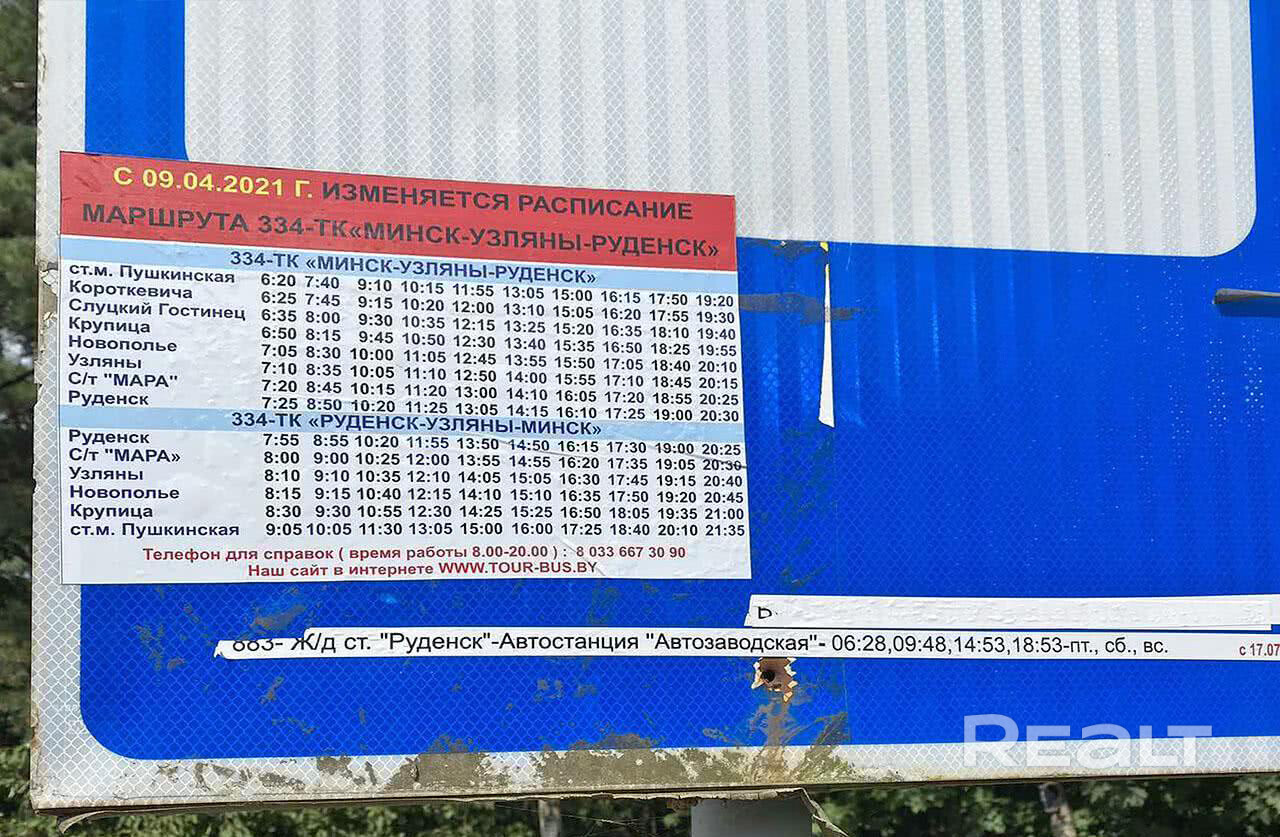 С 09.04.2021 Г. ИЗМЕНЯЕТСЯ РАСПИСАНИЕ
МАРШРУТА 334-ТК«МИНСК-УЗЛЯНЫ-РУДЕНСК»
334-ТК «МИНСК-УЗЛЯНЫ-РУДЕНСК»
ст.м. Пушкинская 6:20 7:40 9:10 10:15 11:55 13:05 15:00 16:15 17:50 19:20
Короткевича 6:25 7:45 9:15 10:20 12:00 13:10 15:05 16:20 17:55 19:30
Слуцкий Гостинец 6:35 8:00 9:30 10:35 12:15 13:25 15:20 16:35 18:10 19:40
Крупица 6:50 8:15 9:45 10:50 12:30 13:40 15:35 16:50 18:25 19:55
Новополье 7:05 8:30 10:00 11:05 12:45 13:55 15:50 17:05 18:40 20:10
Узляны 7:10 8:35 10:05 11:10 12:50 14:00 15:55 17:10 18:45 20:15
С/т "МАРА" 7:20 8:45 10:15 11:20 13:00 14:10 16:05 17:20 18:55 20:25
Руденск 7:25 8:50 10:20 11:25 13:05 14:15 16:10 17:25 19:00 20:30
334-ТК «РУДЕНСК-УЗЛЯНЫ-МИНСК»
Руденск 7:55 8:55 10:20 11:55 13:50 14:50 16:15 17:30 19:00 20:25
С/т "МАРА» 8:00 9:00 10:25 12:00 13:55 14:55 16:20 17:35 19:05 20:30
Узляны 8:10 9:10 10:35 12:10 14:05 15:05 16:30 17:45 19:15 20:40
Новополье 8:15 9:15 10:40 12:15 14:10 15:10 16:35 17:50 19:20 20:45
Крупица 8:30 9:30 10:55 12:30 14:25 15:25 16:50 18:05 19:35 21:00
ст.м. Пушкинская 9:05 10:05 11:30 13:05 15:00 16:00 17:25 18:40 20:10 21:35
Телефон для справок ( время работы 8.00-20.00 ) : 8 033 667 30 90
Наш сайт в интернете WWW.TOUR-BUS.BY
883- Ж/д ст. "Руденск"-Автостанция "Автозаводская"- 06:28,09:48,14:53,18:53-пт., сб., вс. с 17.07
Realt